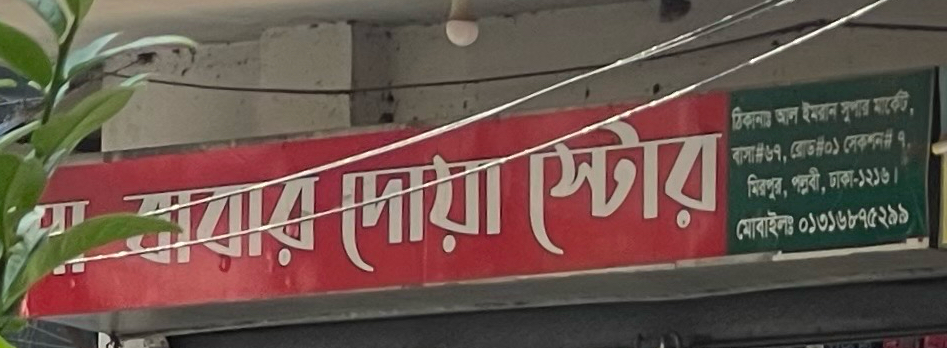 মা বাবার দোয়া স্টোর
ঠিকানাঃ আল ইমরান সুপার মার্কেট,
বাসা#৬৭, রোড#০১ সেকশন# ৭,
মিরপুর, পল্লবী, ঢাকা-১২১৬।
মোবাইলঃ ০১৩১৬৮৭৫২৯৯